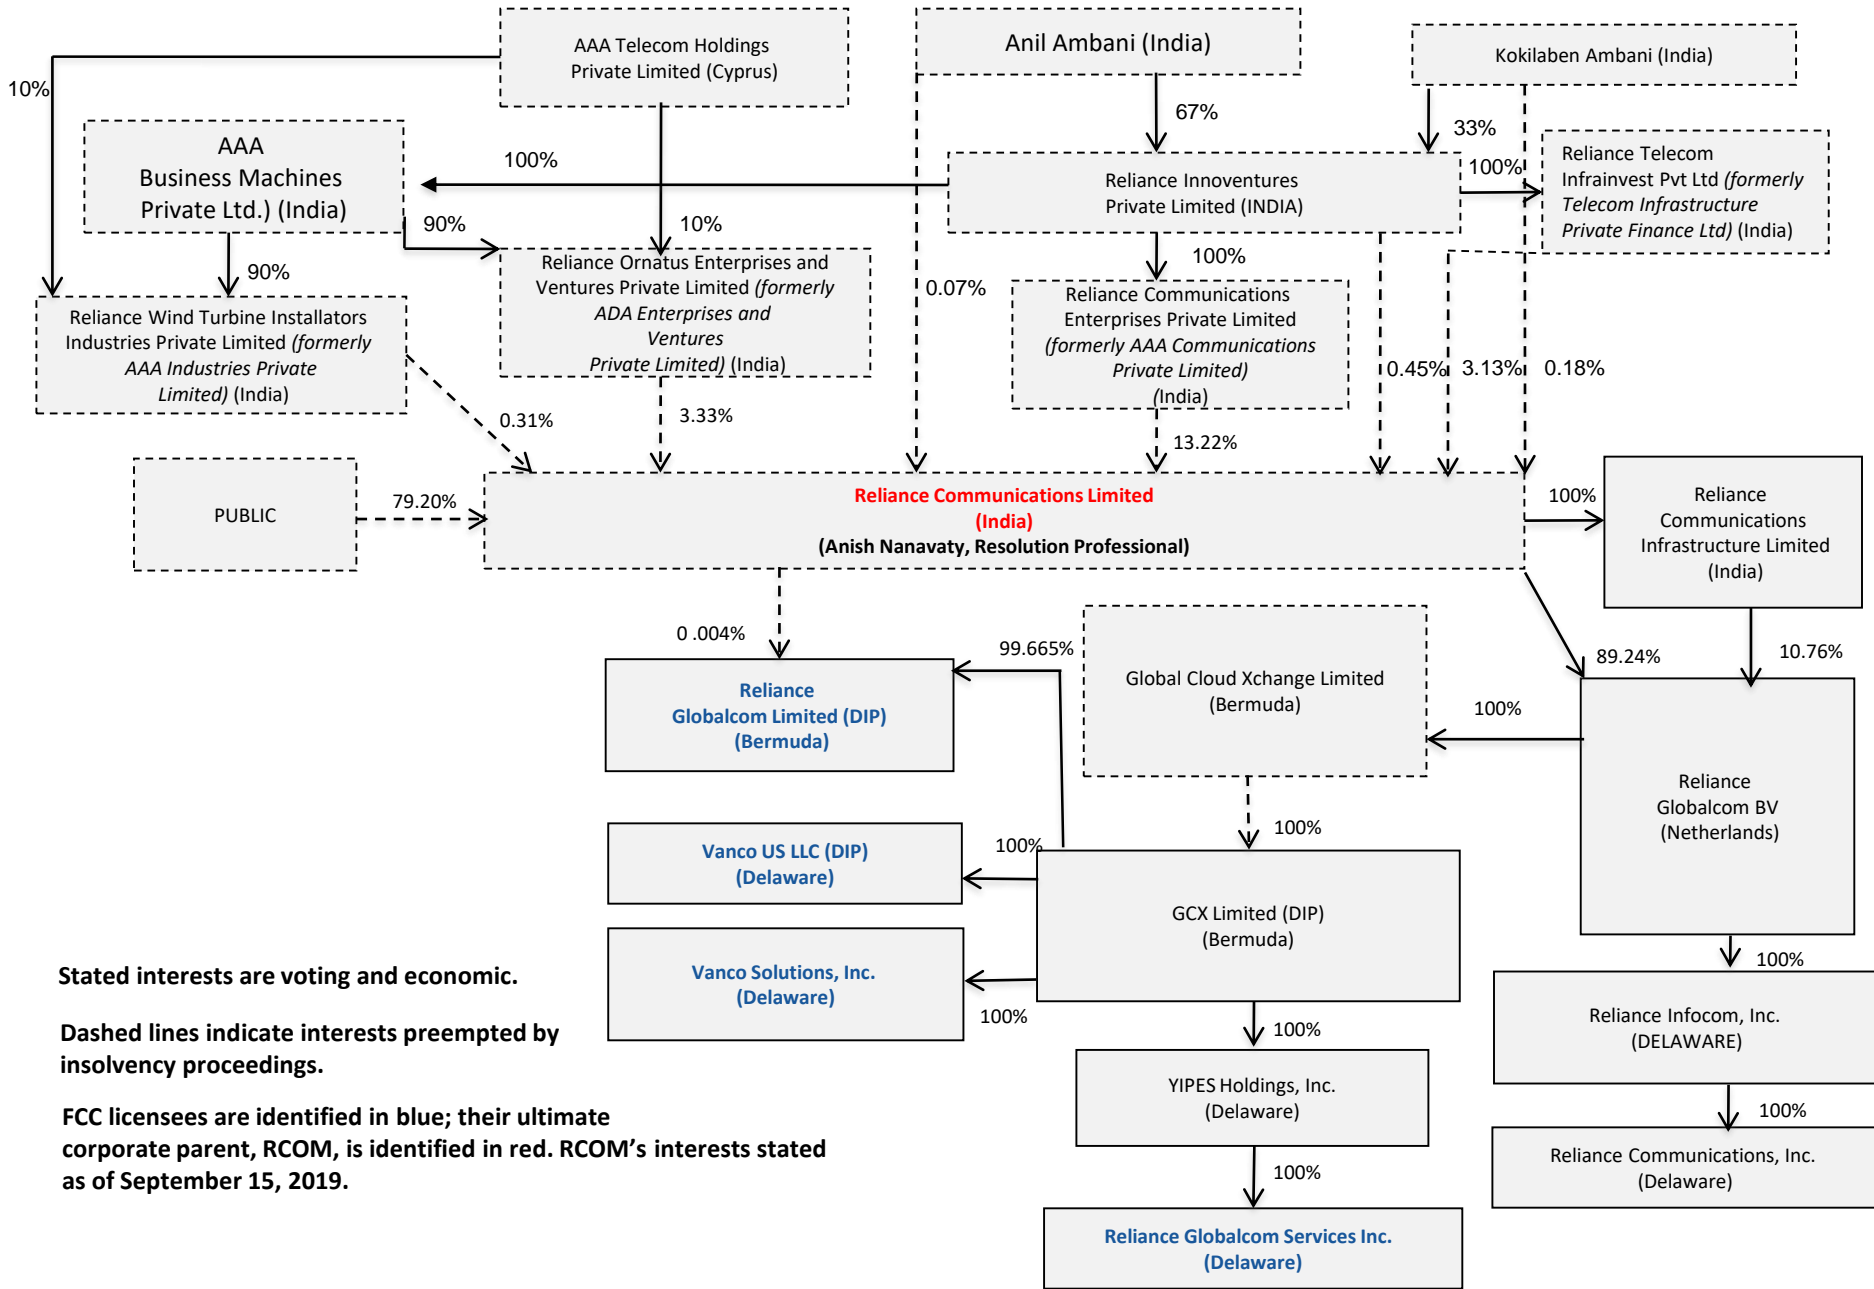 AAA Telecom Holdings
Private Limited (Cyprus)
Anil Ambani (India)
Kokilaben Ambani (India)
10%
67%
33%
AAA
Business Machines
Private Ltd.) (India)
100%
Reliance Innoventures
Private Limited (INDIA)
100%
Reliance Telecom
Infrainvest Pvt Ltd (formerly
Telecom Infrastructure
Private Finance Ltd) (India)
90%
10%
90%
100%
0.07%
Reliance Wind Turbine Installators
Industries Private Limited (formerly
AAA Industries Private
Limited) (India)
Reliance Ornatus Enterprises and
Ventures Private Limited (formerly
ADA Enterprises and
Ventures
Private Limited) (India)
Reliance Communications
Enterprises Private Limited
(formerly AAA Communications
Private Limited)
(India)
0.45%
3.13%
0.18%
0.31%
3.33%
13.22%
PUBLIC
79.20%
Reliance Communications Limited
(India)
(Anish Nanavaty, Resolution Professional)
100%
Reliance
Communications
Infrastructure Limited
(India)
0 .004%
99.665%
89.24%
10.76%
Reliance
Globalcom Limited (DIP)
(Bermuda)
Global Cloud Xchange Limited
(Bermuda)
100%
Reliance
Globalcom BV
(Netherlands)
100%
Vanco US LLC (DIP)
(Delaware)
100%
GCX Limited (DIP)
(Bermuda)
Vanco Solutions, Inc.
(Delaware)
100%
100%
100%
Stated interests are voting and economic.
Dashed lines indicate interests preempted by
insolvency proceedings.
FCC licensees are identified in blue; their ultimate
corporate parent, RCOM, is identified in red. RCOM’s interests stated
as of September 15, 2019.
Reliance Infocom, Inc.
(DELAWARE)
YIPES Holdings, Inc.
(Delaware)
100%
Reliance Communications, Inc.
(Delaware)
100%
Reliance Globalcom Services Inc.
(Delaware)